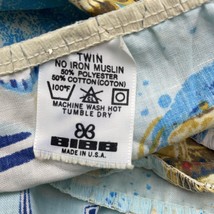 TWIN
NO IRON MUSLIN
50% POLYESTER
50% COTTON(COTON)
100°F
MACHINE WASH HOT
TUMBLE DRY
BIBB
MADE IN U.S.A.